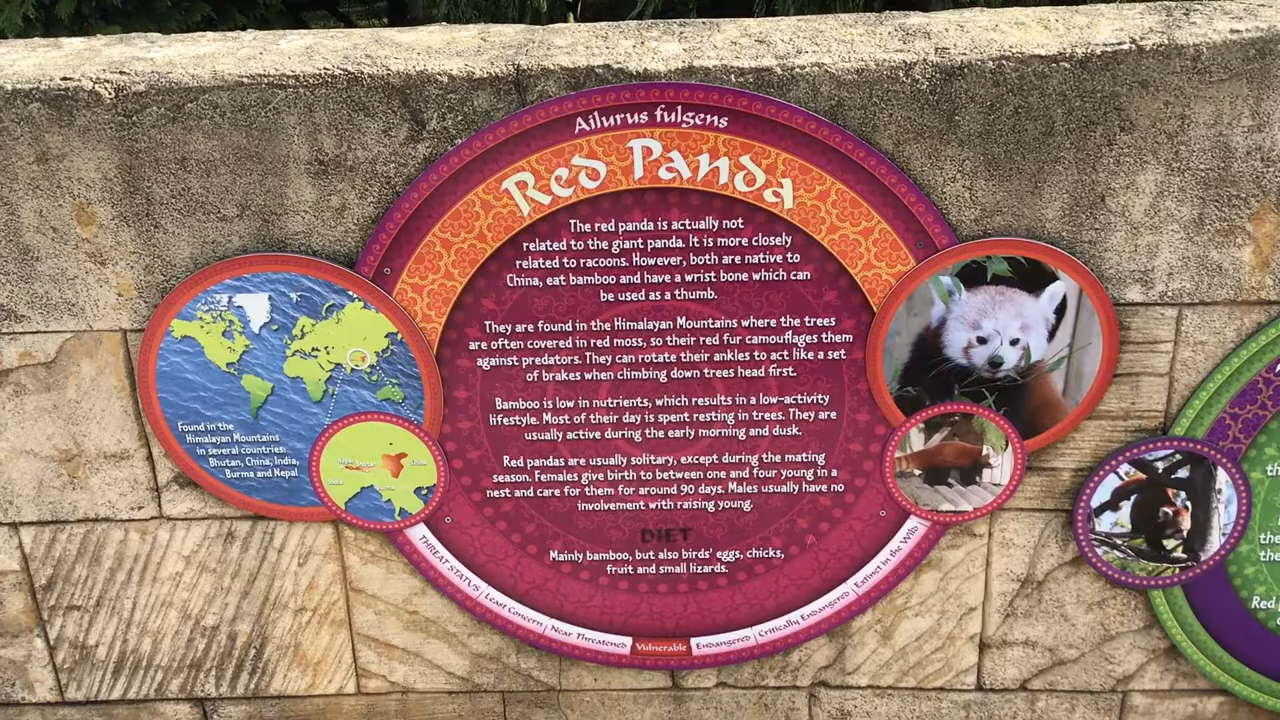 Ailurus fulgens
Red Panda
The red panda is actually not
related to the giant panda. It is more closely
related to racoons. However, both are native to
China, eat bamboo and have a wrist bone which can
be used as a thumb.
They are found in the Himalayan Mountains where the trees
are often covered in red moss, so their red fur camouflages them
against predators. They can rotate their ankles to act like a set
of brakes when climbing down trees head first.
Bamboo is low in nutrients, which results in a low-activity
lifestyle. Most of their day is spent resting in trees. They are
usually active during the early morning and dusk.
Red pandas are usually solitary, except during the mating
season. Females give birth to between one and four young in a
nest and care for them for around 90 days. Males usually have no
involvement with raising young.
DIET
Mainly bamboo, but also birds' eggs, chicks,
fruit and small lizards.
THREAT STATUS: Least Concern Near Threatened Vulnerable Endangered Critically Endangered Extinct in the Wild
Found in the
Himalayan Mountains
in several countries:
Bhutan, China, India,
Burma and Nepal
Nepal Bhutan China
India Burma
th
the
the
Red